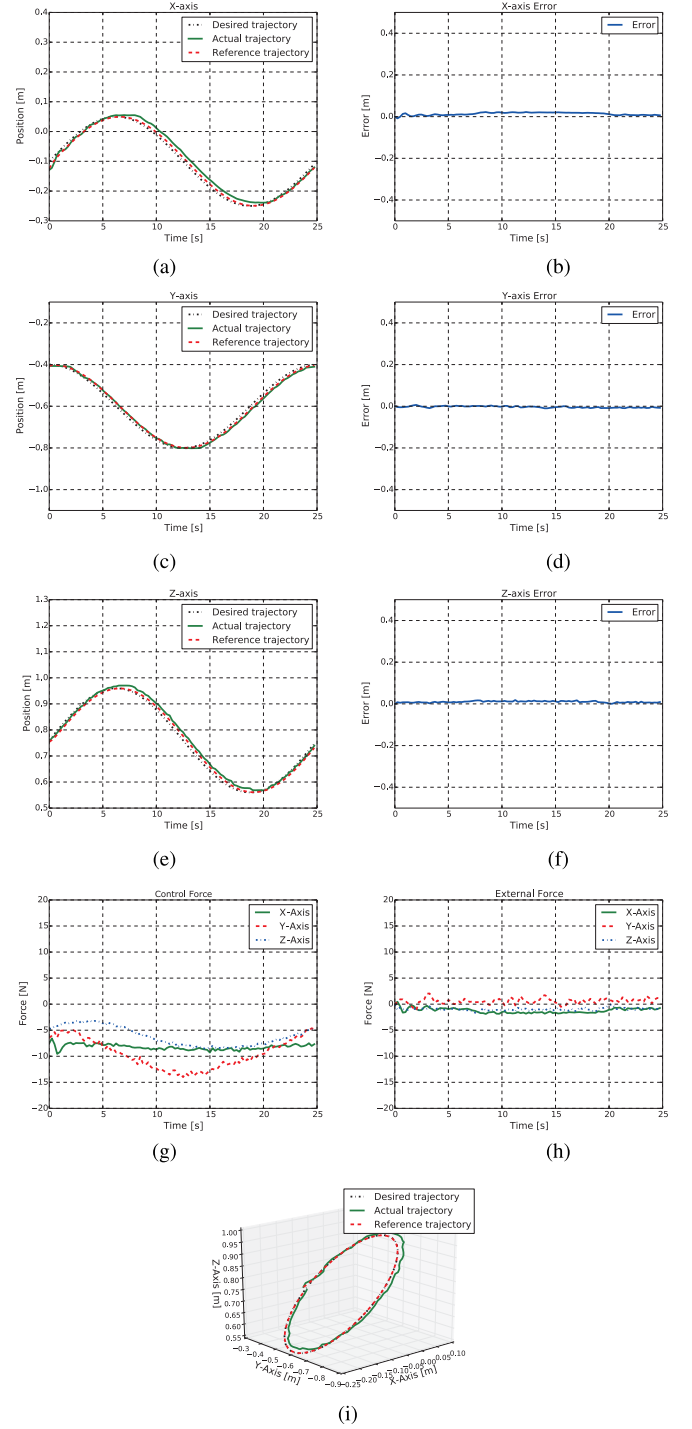 X-axis
0.4
0.3
0.2
0.1
0.0
−0.1
−0.2
−0.3
Position [m]
Desired trajectory
Actual trajectory
Reference trajectory
0 5 10 15 20 25
Time [s]
(a)
X-axis Error
0.4
0.2
0.0
−0.2
−0.4
Error [m]
Error
0 5 10 15 20 25
Time [s]
(b)
Y-axis
−0.2
−0.4
−0.6
−0.8
−1.0
Position [m]
Desired trajectory
Actual trajectory
Reference trajectory
0 5 10 15 20 25
Time [s]
(c)
Y-axis Error
0.4
0.2
0.0
−0.2
−0.4
Error [m]
Error
0 5 10 15 20 25
Time [s]
(d)
Z-axis
1.3
1.2
1.1
1.0
0.9
0.8
0.7
0.6
0.5
Position [m]
Desired trajectory
Actual trajectory
Reference trajectory
0 5 10 15 20 25
Time [s]
(e)
Z-axis Error
0.4
0.2
0.0
−0.2
−0.4
Error [m]
Error
0 5 10 15 20 25
Time [s]
(f)
Control Force
20
15
10
5
0
−5
−10
−15
−20
Force [N]
X-Axis
Y-Axis
Z-Axis
0 5 10 15 20 25
Time [s]
(g)
External Force
20
15
10
5
0
−5
−10
−15
−20
Force [N]
X-Axis
Y-Axis
Z-Axis
0 5 10 15 20 25
Time [s]
(h)
Desired trajectory
Actual trajectory
Reference trajectory
1.00
0.95
0.90
0.85
0.80
0.75
0.70
0.65
0.60
0.55
Z-Axis [m]
−0.3
−0.4
−0.5
−0.6
−0.7
−0.8
−0.9
Y-Axis [m]
−0.25
−0.20
−0.15
−0.10
−0.05
0.00
0.05
0.10
X-Axis [m]
(i)